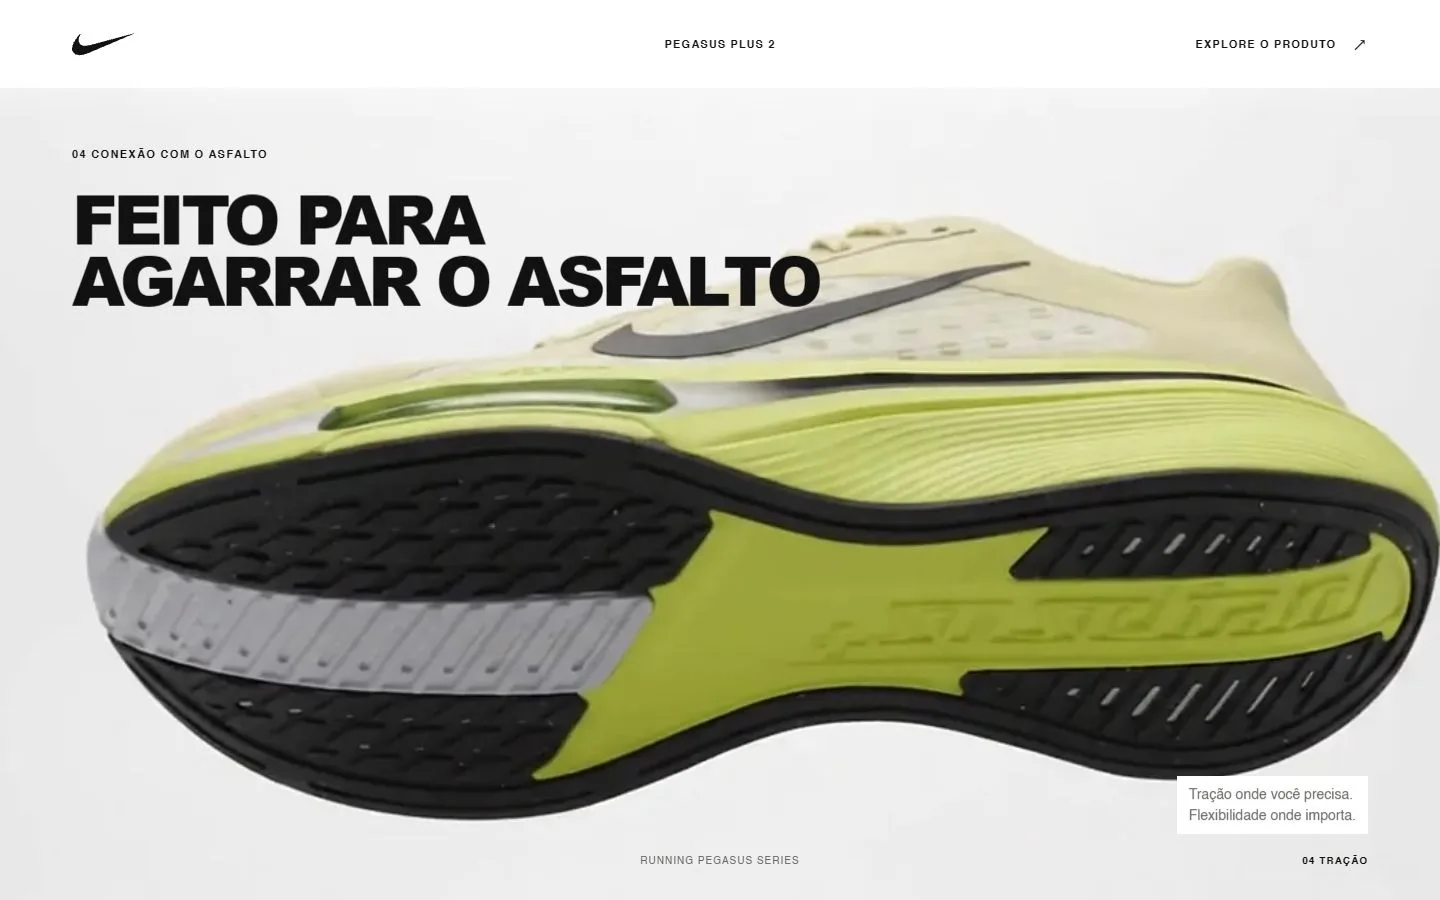 PEGASUS PLUS 2
EXPLORE O PRODUTO ↗
04 CONEXÃO COM O ASFALTO
FEITO PARA
AGARRAR O ASFALTO
Tração onde você precisa.
Flexibilidade onde importa.
RUNNING PEGASUS SERIES
04 TRAÇÃO